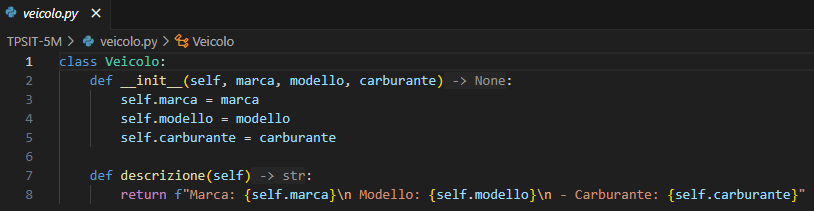 veicolo.py ×
TPSIT-5M > veicolo.py > Veicolo
1 class Veicolo:
2 def __init__(self, marca, modello, carburante) -> None:
3 self.marca = marca
4 self.modello = modello
5 self.carburante = carburante
6
7 def descrizione(self) -> str:
8 return f"Marca: {self.marca}\n Modello: {self.modello}\n - Carburante: {self.carburante}"